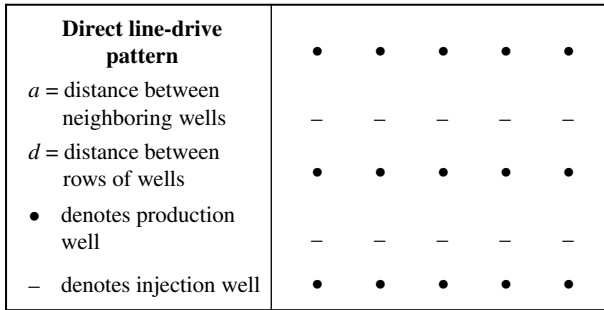 Direct line-drive
pattern
a = distance between
neighboring wells
d = distance between
rows of wells
● denotes production
well
– denotes injection well
● ● ● ● ●
– – – – –
● ● ● ● ●
– – – – –
● ● ● ● ●